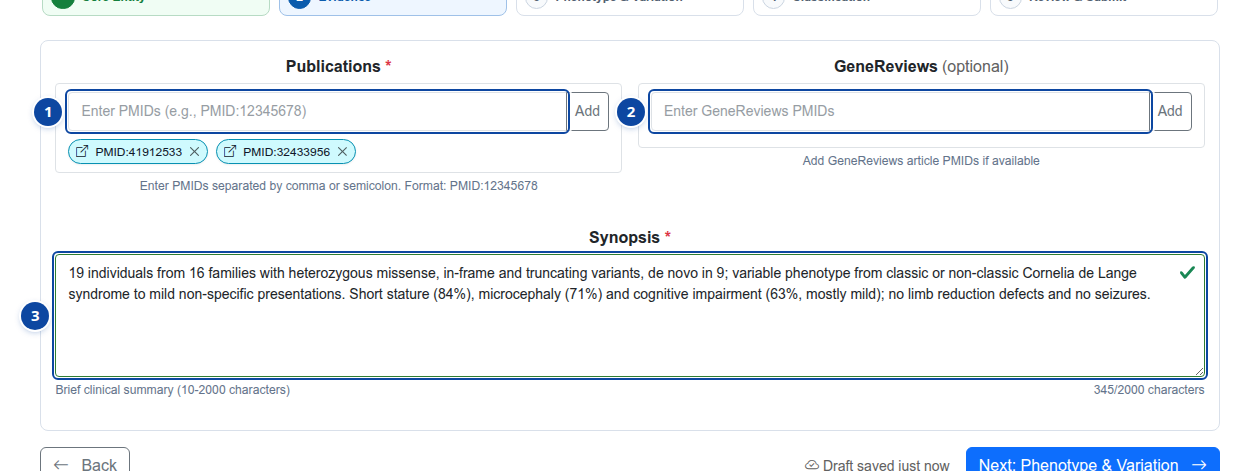 Publications *
GeneReviews (optional)
1
Enter PMIDs (e.g., PMID:12345678)
Add
2
Enter GeneReviews PMIDs
Add
PMID:41912533
PMID:32433956
Enter PMIDs separated by comma or semicolon. Format: PMID:12345678
Add GeneReviews article PMIDs if available
Synopsis *
3
19 individuals from 16 families with heterozygous missense, in-frame and truncating variants, de novo in 9; variable phenotype from classic or non-classic Cornelia de Lange
syndrome to mild non-specific presentations. Short stature (84%), microcephaly (71%) and cognitive impairment (63%, mostly mild); no limb reduction defects and no seizures.
Brief clinical summary (10-2000 characters)
345/2000 characters
← Back
Draft saved just now
Next: Phenotype & Variation →